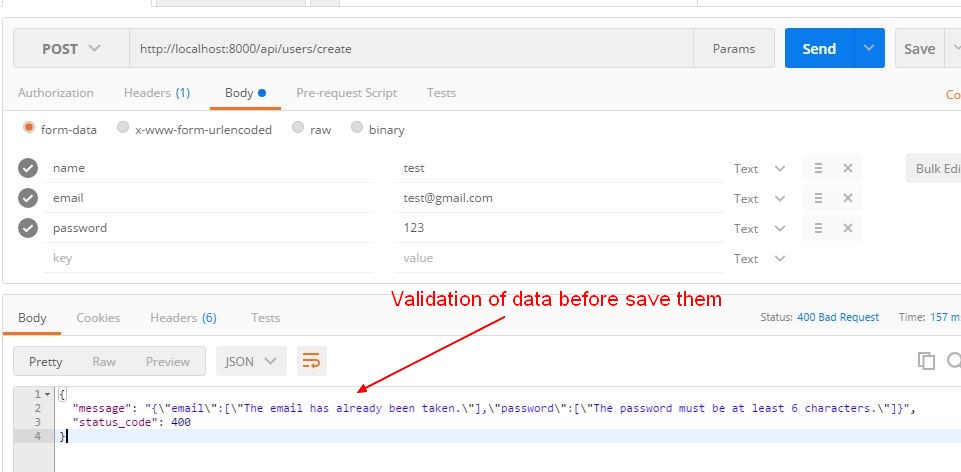 POST http://localhost:8000/api/users/create Params Send Save
Authorization Headers (1) Body Pre-request Script Tests Co
form-data x-www-form-urlencoded raw binary
name test Text Bulk Edi
email test@gmail.com Text
password 123 Text
key value Text
Validation of data before save them
Body Cookies Headers (6) Tests Status: 400 Bad Request Time: 157 m
Pretty Raw Preview JSON
1 {
2 "message": "{\"email\":[\"The email has already been taken.\"],\"password\":[\"The password must be at least 6 characters.\"]}",
3 "status_code": 400
4 }